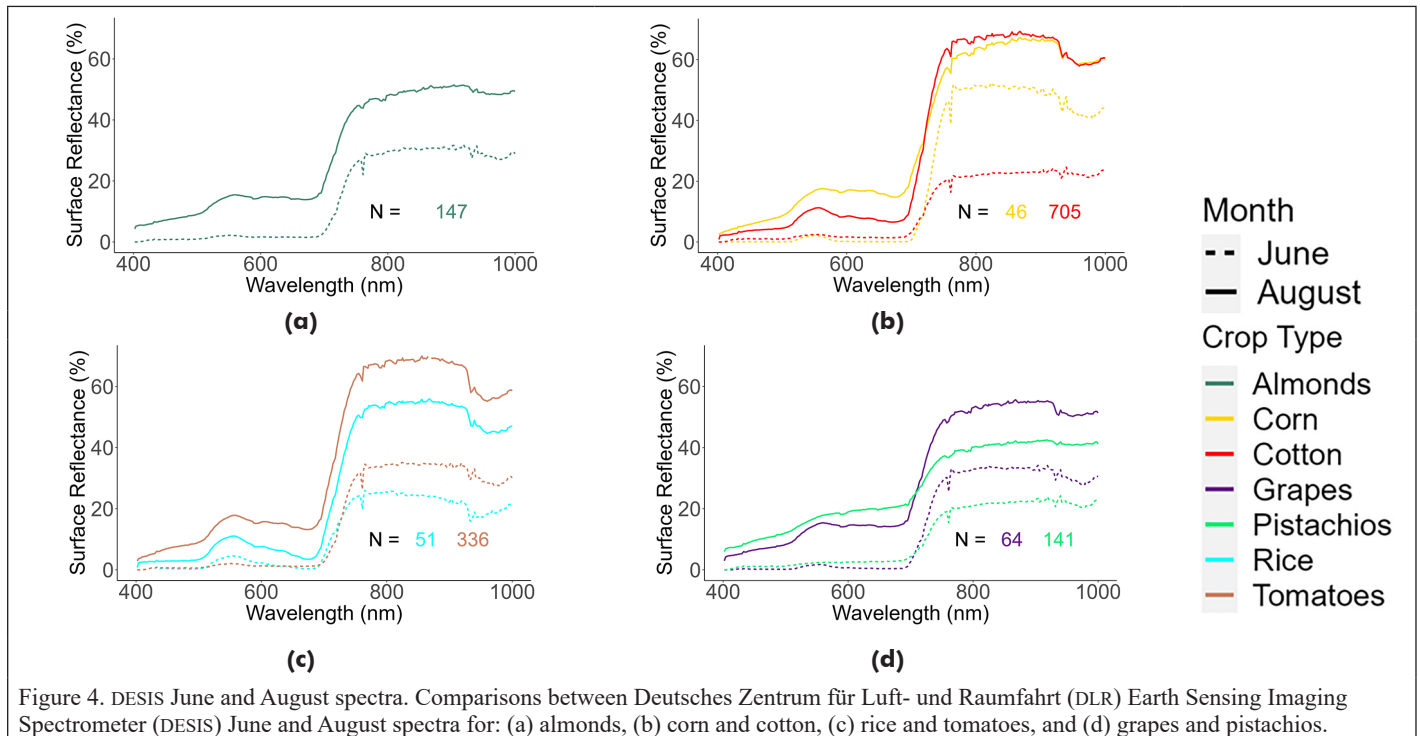 Surface Reflectance (%)
60
40
20
0
N = 147
400 600 800 1000
Wavelength (nm)
(a)
Surface Reflectance (%)
60
40
20
0
N = 46 705
400 600 800 1000
Wavelength (nm)
(b)
Surface Reflectance (%)
60
40
20
0
N = 51 336
400 600 800 1000
Wavelength (nm)
(c)
Surface Reflectance (%)
60
40
20
0
N = 64 141
400 600 800 1000
Wavelength (nm)
(d)
Month
June
August
Crop Type
Almonds
Corn
Cotton
Grapes
Pistachios
Rice
Tomatoes
Figure 4. DESIS June and August spectra. Comparisons between Deutsches Zentrum für Luft- und Raumfahrt (DLR) Earth Sensing Imaging
Spectrometer (DESIS) June and August spectra for: (a) almonds, (b) corn and cotton, (c) rice and tomatoes, and (d) grapes and pistachios.